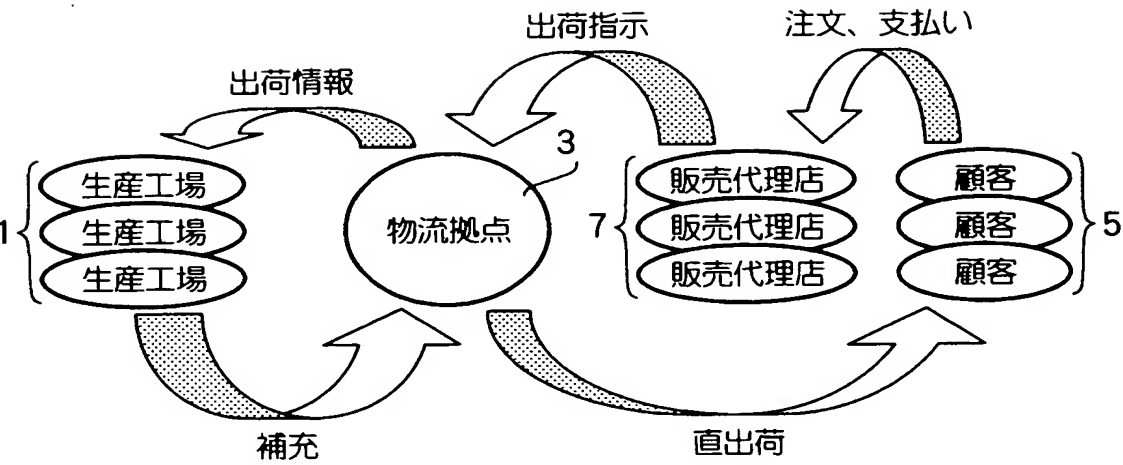 出荷指示
注文、支払い
出荷情報
3
1
生産工場
生産工場
生産工場
物流拠点
7
販売代理店
販売代理店
販売代理店
顧客
顧客
顧客
5
補充
直出荷